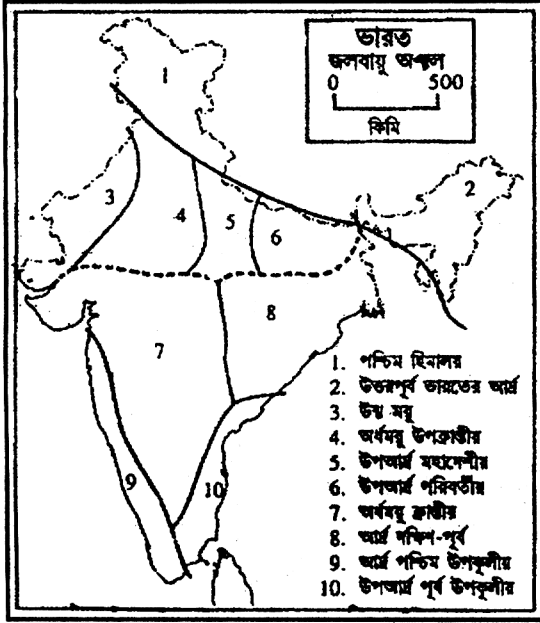 ভারত
জলবায়ু অঞ্চল
0 500
কিমি
1
2
3
4
5
6
7
8
9
10
1. পশ্চিম হিমালয়
2. উত্তরপূর্ব ভারতের আর্দ্র
3. উষ্ণ মরু
4. অর্ধমরু উপক্রান্তীয়
5. উপআর্দ্র মহাদেশীয়
6. উপআর্দ্র পরিবর্তীয়
7. অর্ধমরু ক্রান্তীয়
8. আর্দ্র দক্ষিণ-পূর্ব
9. আর্দ্র পশ্চিম উপকূলীয়
10. উপআর্দ্র পূর্ব উপকূলীয়